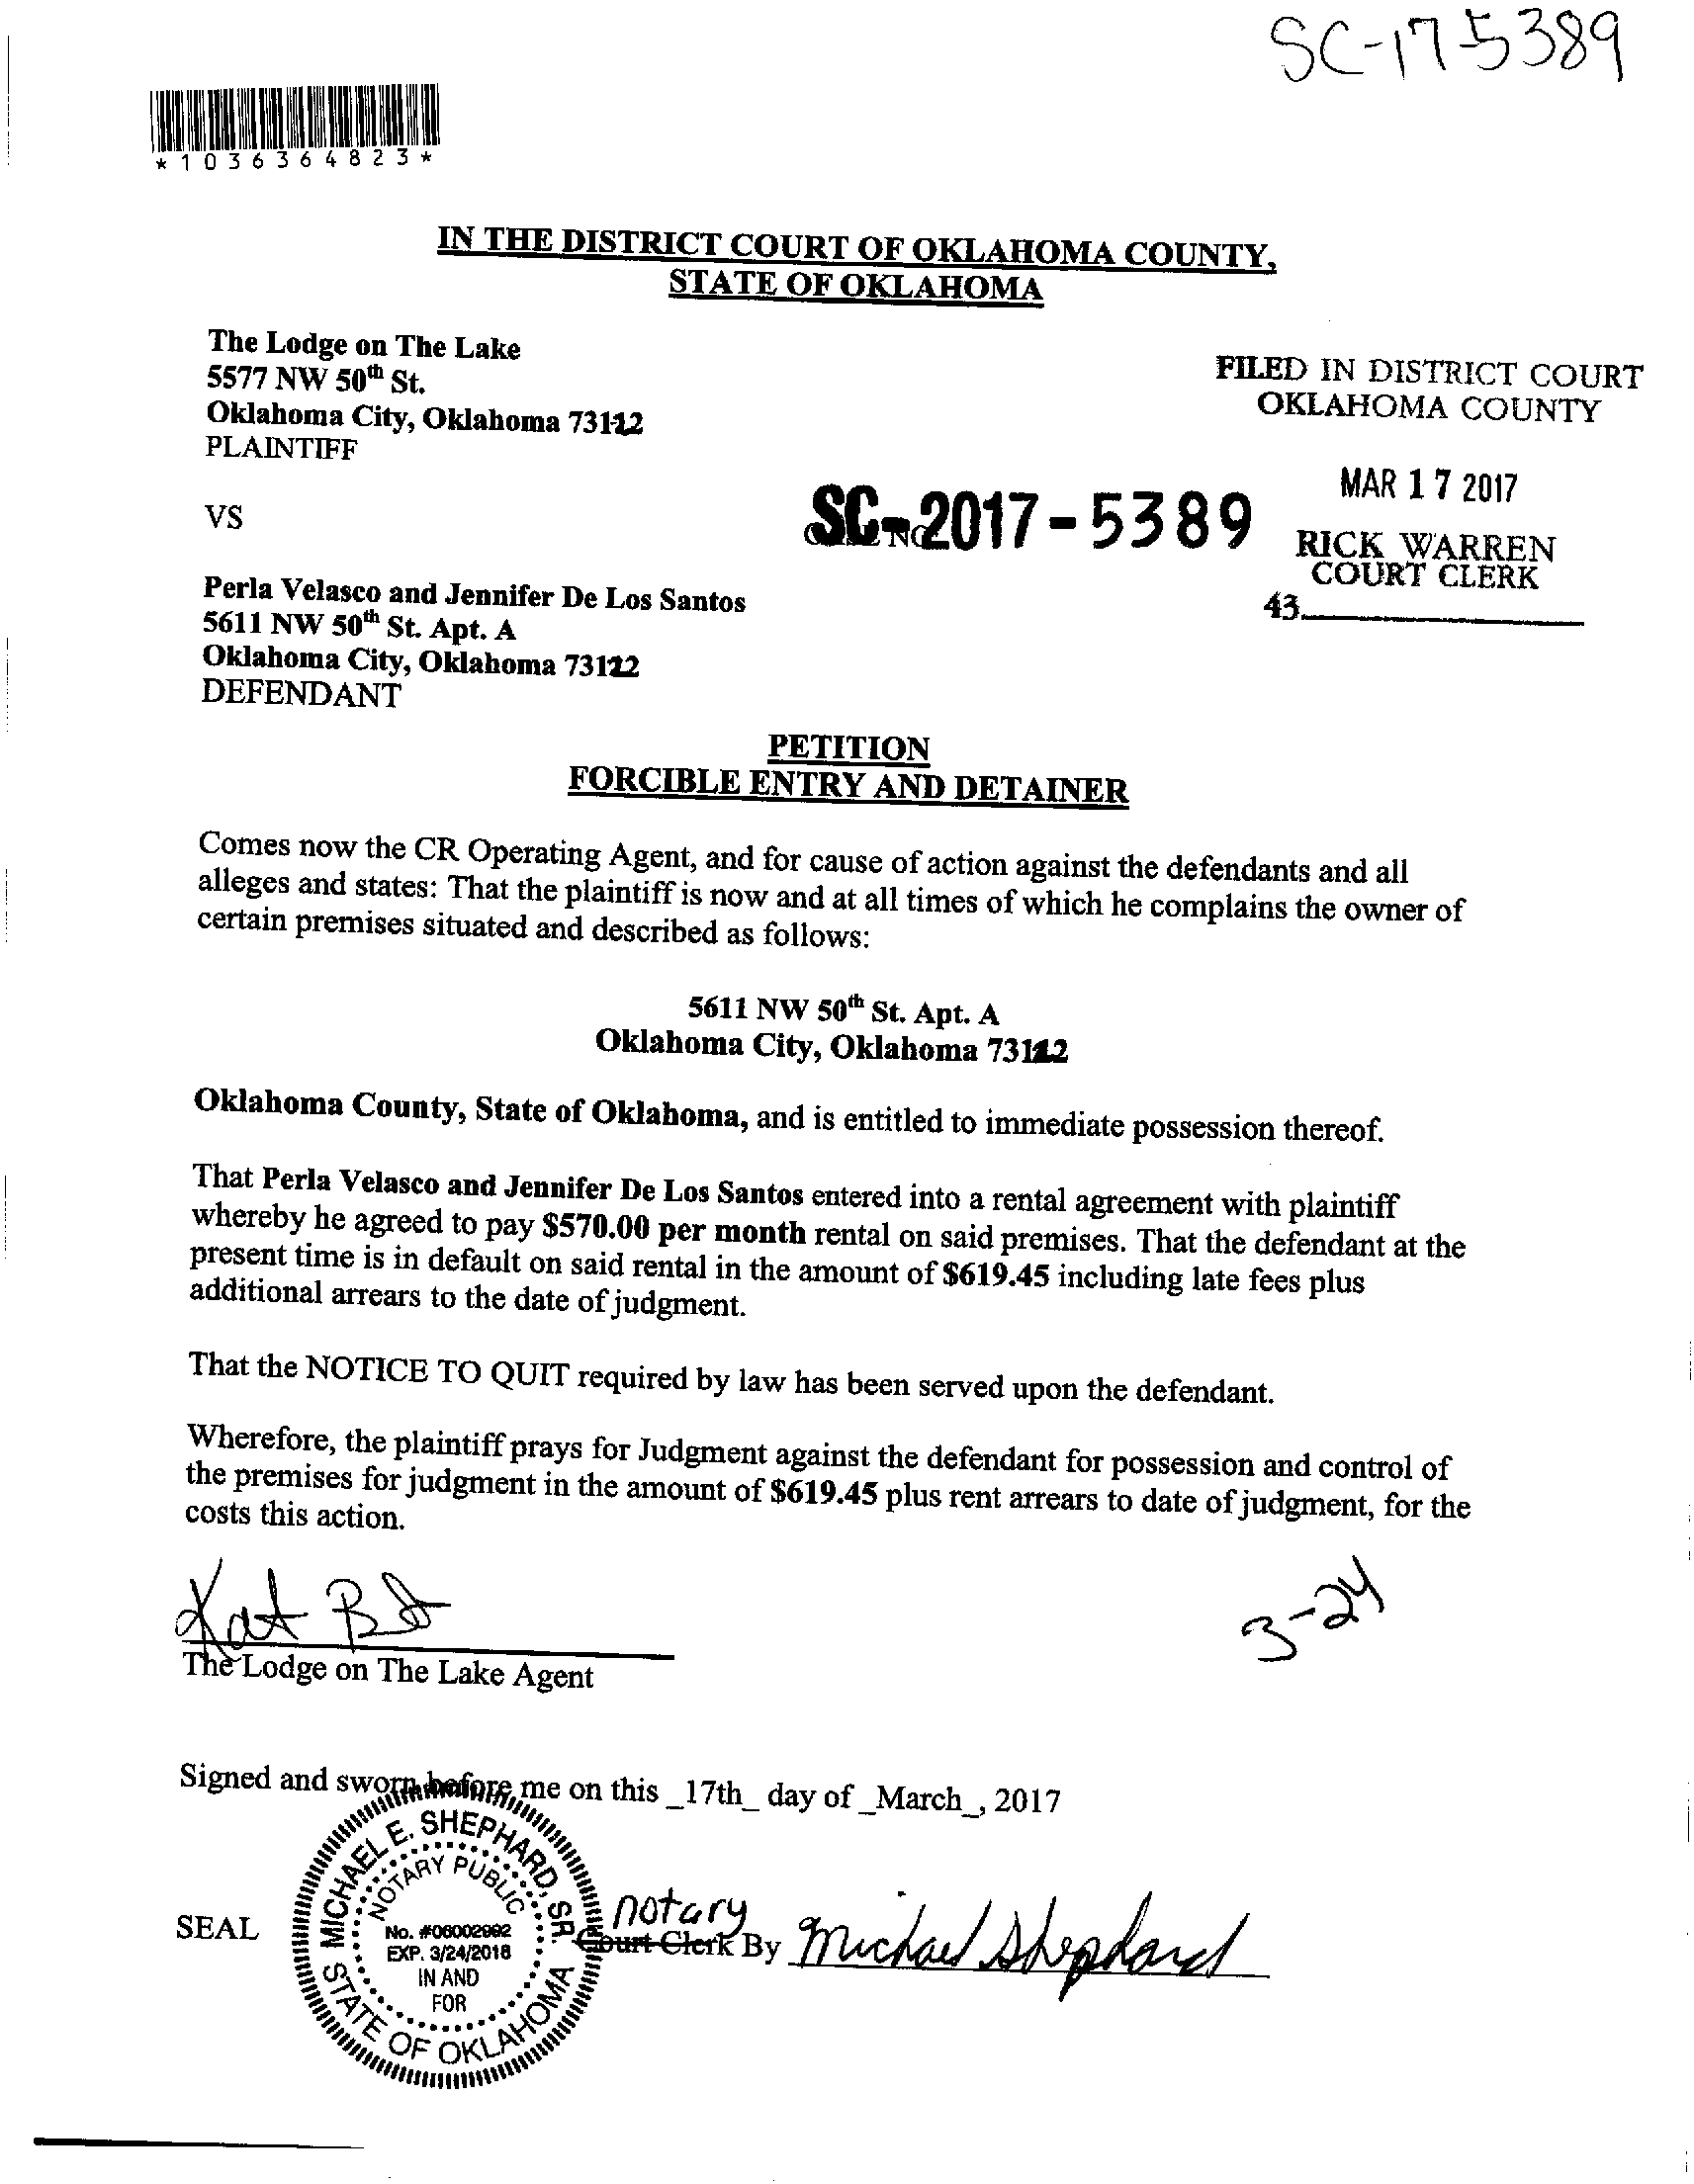 SC-17-5389
*1036364823*
IN THE DISTRICT COURT OF OKLAHOMA COUNTY,
STATE OF OKLAHOMA
The Lodge on The Lake
5577 NW 50th St.
Oklahoma City, Oklahoma 73122
PLAINTIFF
FILED IN DISTRICT COURT
OKLAHOMA COUNTY
MAR 17 2017
RICK WARREN
COURT CLERK
43
VS
SC-2017-5389
Perla Velasco and Jennifer De Los Santos
5611 NW 50th St. Apt. A
Oklahoma City, Oklahoma 73122
DEFENDANT
PETITION
FORCIBLE ENTRY AND DETAINER
Comes now the CR Operating Agent, and for cause of action against the defendants and all
alleges and states: That the plaintiff is now and at all times of which he complains the owner of
certain premises situated and described as follows:
5611 NW 50th St. Apt. A
Oklahoma City, Oklahoma 73122
Oklahoma County, State of Oklahoma, and is entitled to immediate possession thereof.
That Perla Velasco and Jennifer De Los Santos entered into a rental agreement with plaintiff
whereby he agreed to pay $570.00 per month rental on said premises. That the defendant at the
present time is in default on said rental in the amount of $619.45 including late fees plus
additional arrears to the date of judgment.
That the NOTICE TO QUIT required by law has been served upon the defendant.
Wherefore, the plaintiff prays for Judgment against the defendant for possession and control of
the premises for judgment in the amount of $619.45 plus rent arrears to date of judgment, for the
costs this action.
Kat
3-24
The Lodge on The Lake Agent
Signed and sworn before me on this _17th_ day of _March_, 2017
SEAL
MICHAEL E. SHEPHARD, SR.
NOTARY PUBLIC
No. #06002992
EXP. 3/24/2018
IN AND
FOR
STATE OF OKLAHOMA
notary
Court Clerk By Michael Shephard